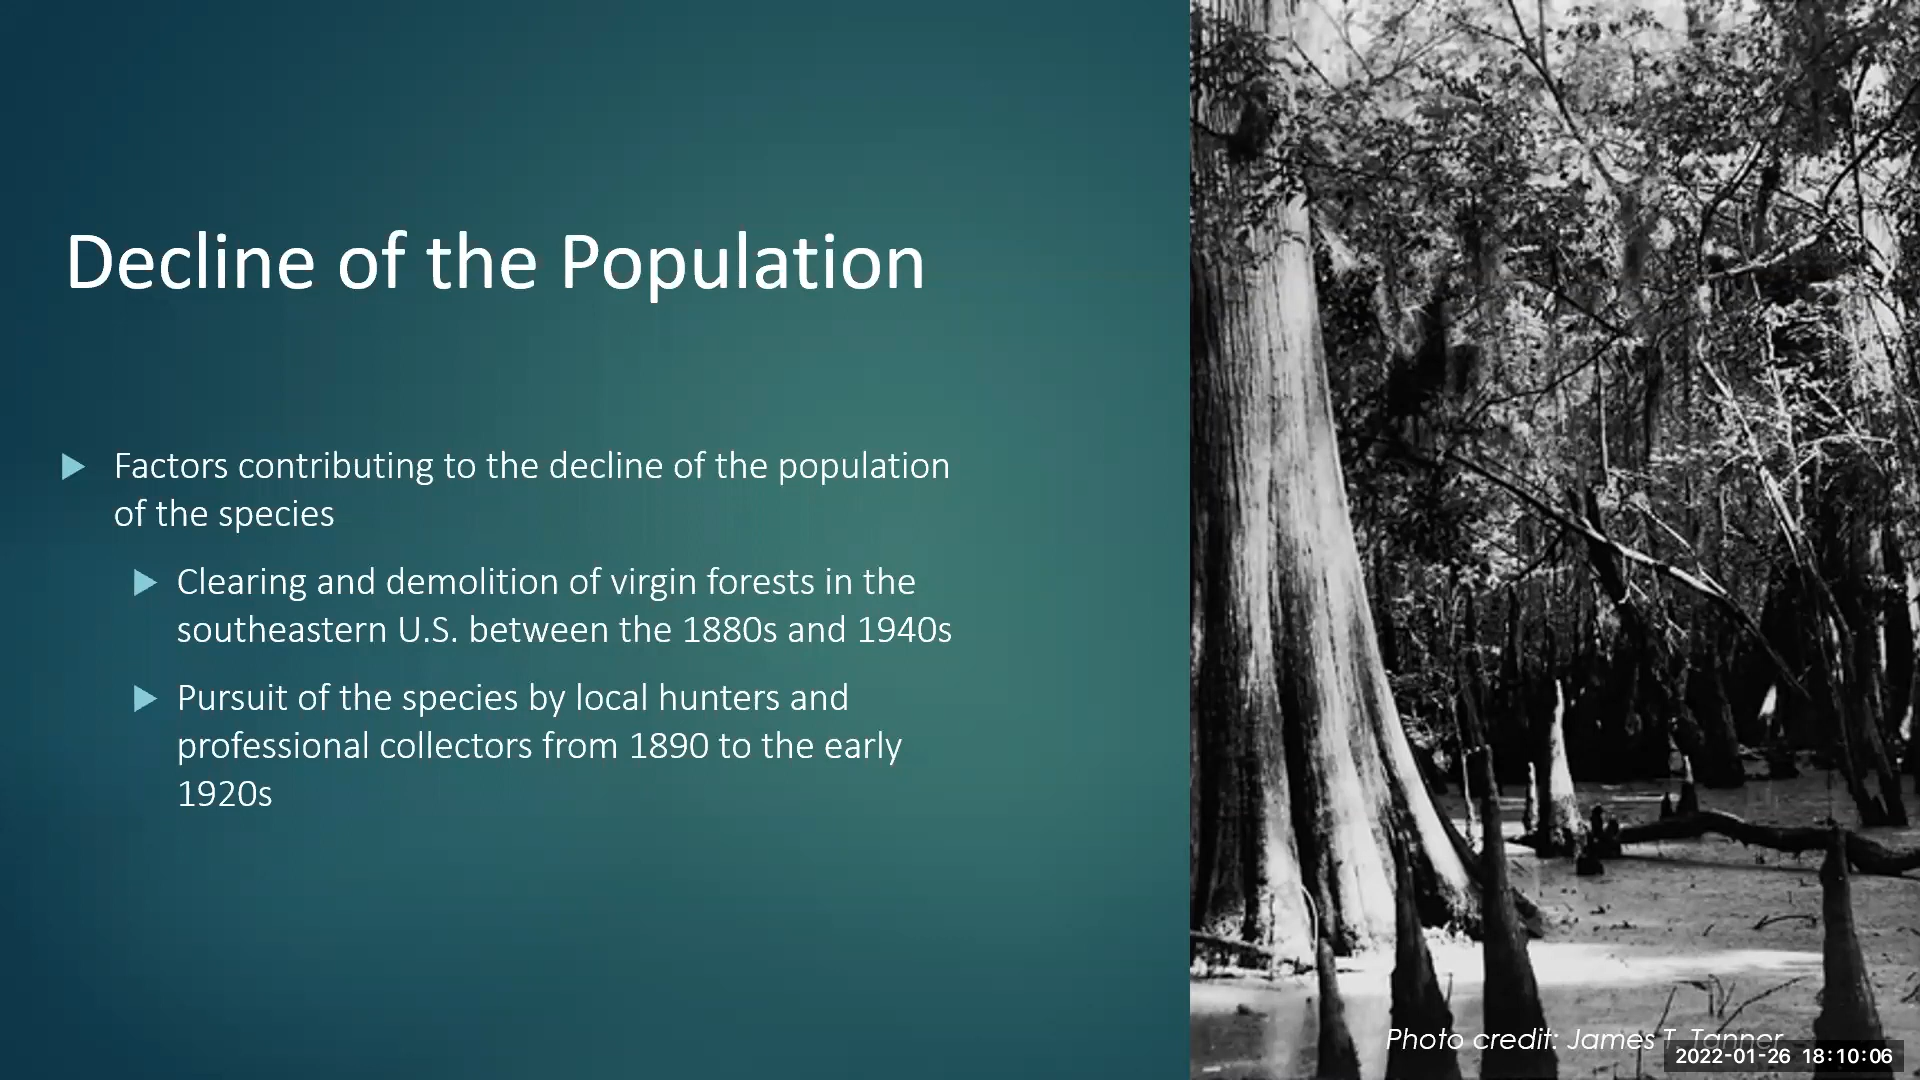 Decline of the Population
Factors contributing to the decline of the population
of the species
Clearing and demolition of virgin forests in the
southeastern U.S. between the 1880s and 1940s
Pursuit of the species by local hunters and
professional collectors from 1890 to the early
1920s
Photo credit: James T. Tanner
2022-01-26 18:10:06